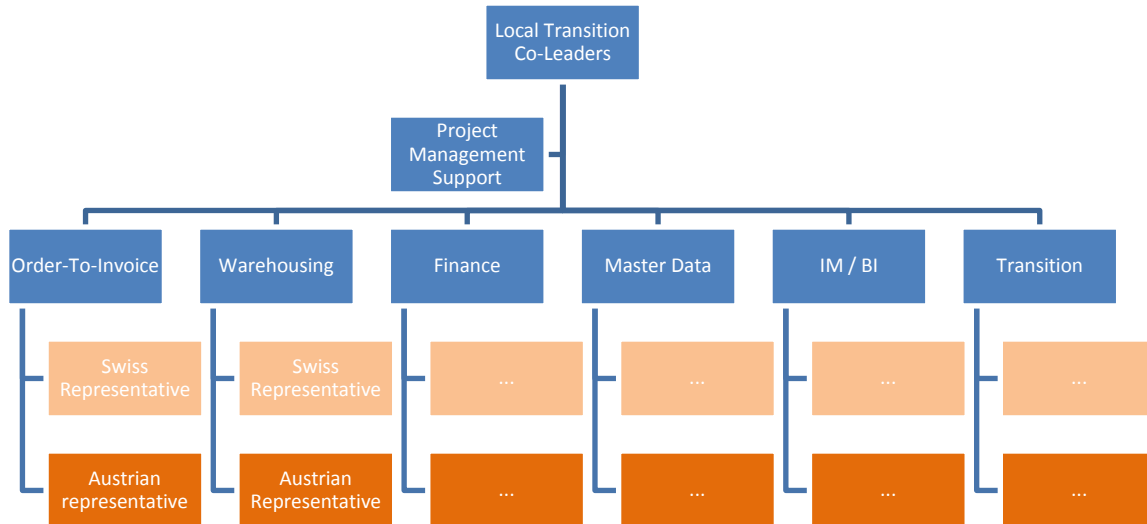 Local Transition
Co-Leaders
Project
Management
Support
Order-To-Invoice
Warehousing
Finance
Master Data
IM / BI
Transition
Swiss
Representative
Swiss
Representative
...
...
...
...
Austrian
representative
Austrian
Representative
...
...
...
...